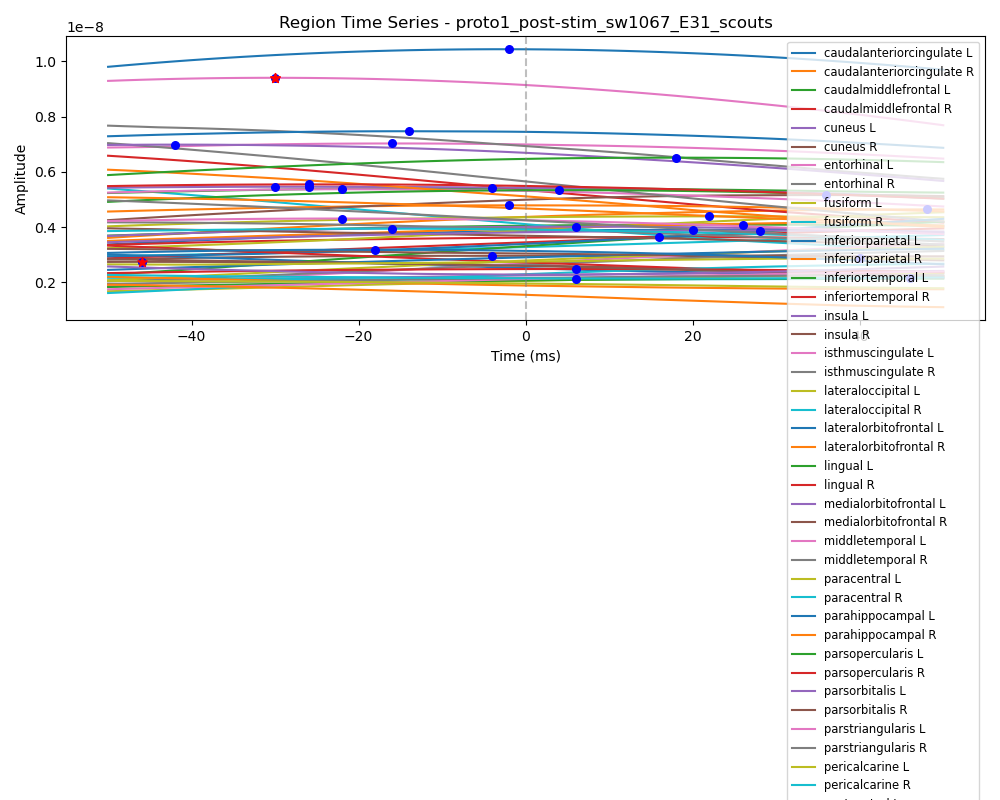 Region Time Series - proto1_post-stim_sw1067_E31_scouts
1e−8
1.0
0.8
0.6
0.4
0.2
Amplitude
−40
−20
0
20
Time (ms)
caudalanteriorcingulate L
caudalanteriorcingulate R
caudalmiddlefrontal L
caudalmiddlefrontal R
cuneus L
cuneus R
entorhinal L
entorhinal R
fusiform L
fusiform R
inferiorparietal L
inferiorparietal R
inferiortemporal L
inferiortemporal R
insula L
insula R
isthmuscingulate L
isthmuscingulate R
lateraloccipital L
lateraloccipital R
lateralorbitofrontal L
lateralorbitofrontal R
lingual L
lingual R
medialorbitofrontal L
medialorbitofrontal R
middletemporal L
middletemporal R
paracentral L
paracentral R
parahippocampal L
parahippocampal R
parsopercularis L
parsopercularis R
parsorbitalis L
parsorbitalis R
parstriangularis L
parstriangularis R
pericalcarine L
pericalcarine R